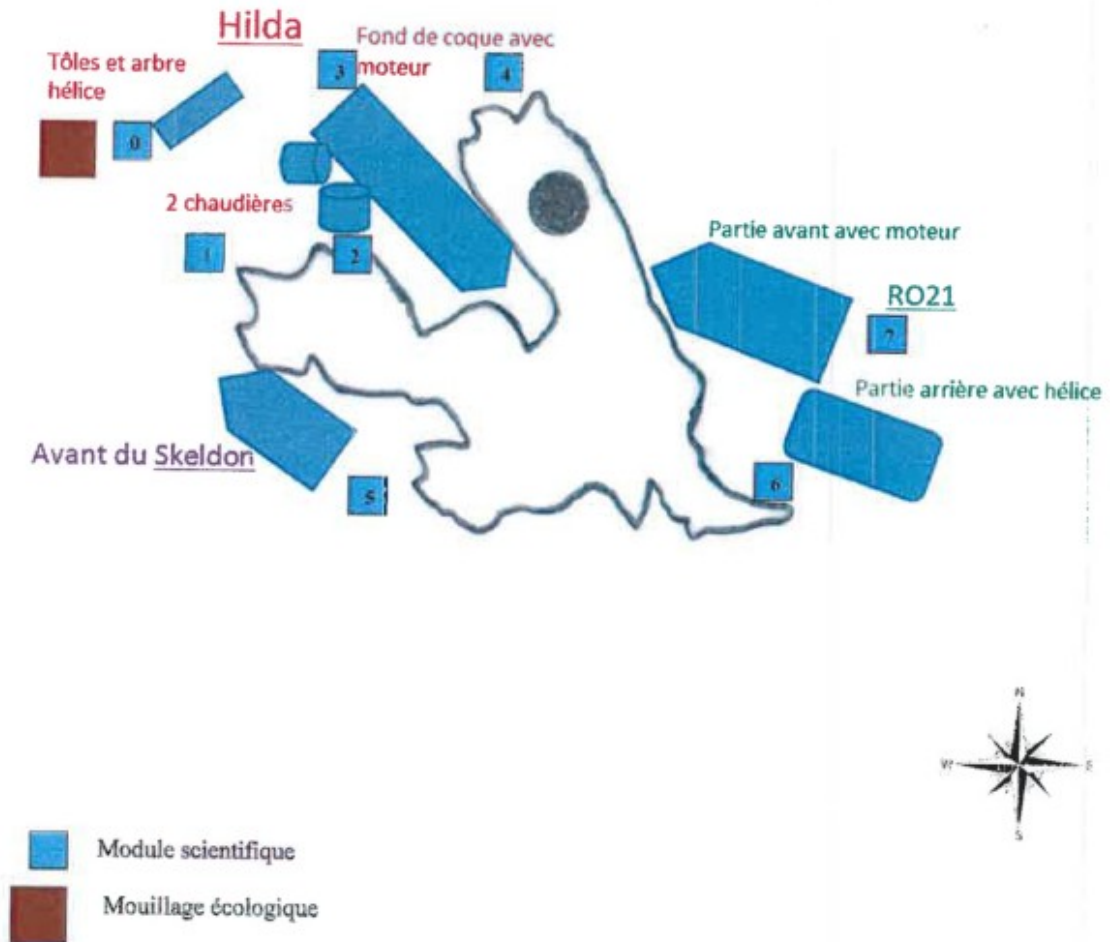 Hilda
Fond de coque avec
moteur
Tôles et arbre
hélice
3
4
0
2 chaudières
1
2
Partie avant avec moteur
RO21
7
Partie arrière avec hélice
Avant du Skeldon
5
6
N
W
E
S
Module scientifique
Mouillage écologique